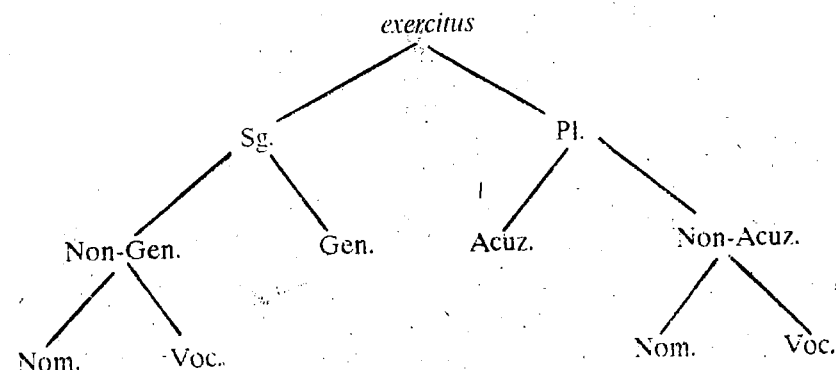 exercitus
Sg. Pl.
Non-Gen. Gen. Acuz. Non-Acuz.
Nom. Voc. Nom. Voc.